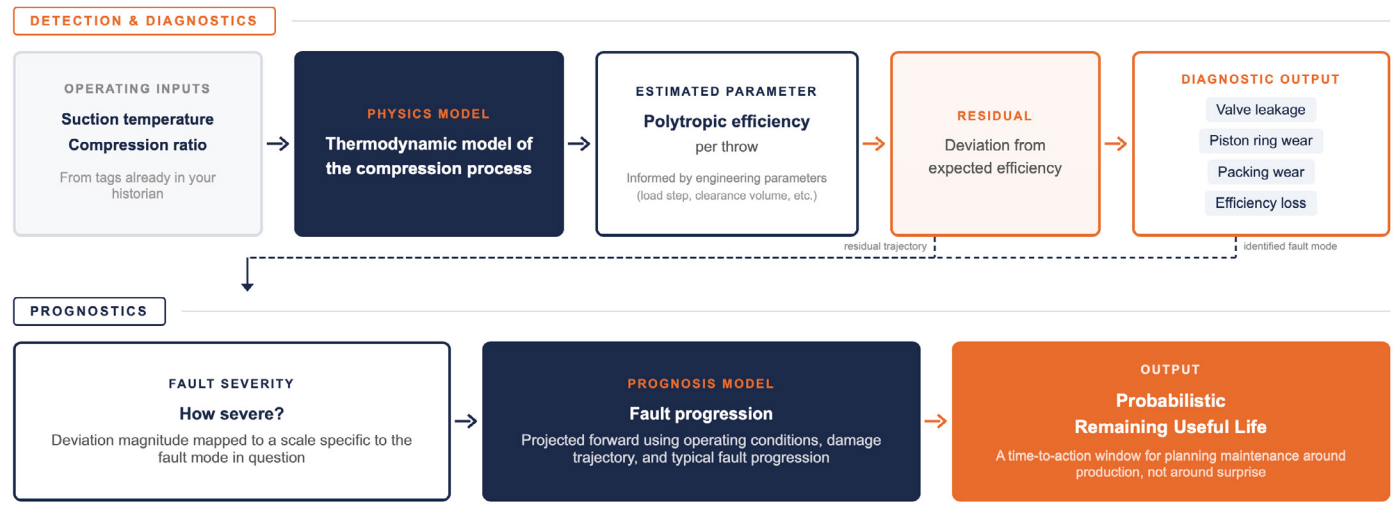 DETECTION & DIAGNOSTICS
OPERATING INPUTS
Suction temperature
Compression ratio
From tags already in your
historian
PHYSICS MODEL
Thermodynamic model of
the compression process
ESTIMATED PARAMETER
Polytropic efficiency
per throw
Informed by engineering parameters
(load step, clearance volume, etc.)
RESIDUAL
Deviation from
expected efficiency
DIAGNOSTIC OUTPUT
Valve leakage
Piston ring wear
Packing wear
Efficiency loss
residual trajectory
identified fault mode
PROGNOSTICS
FAULT SEVERITY
How severe?
Deviation magnitude mapped to a scale specific to the
fault mode in question
PROGNOSIS MODEL
Fault progression
Projected forward using operating conditions, damage
trajectory, and typical fault progression
OUTPUT
Probabilistic
Remaining Useful Life
A time-to-action window for planning maintenance around
production, not around surprise